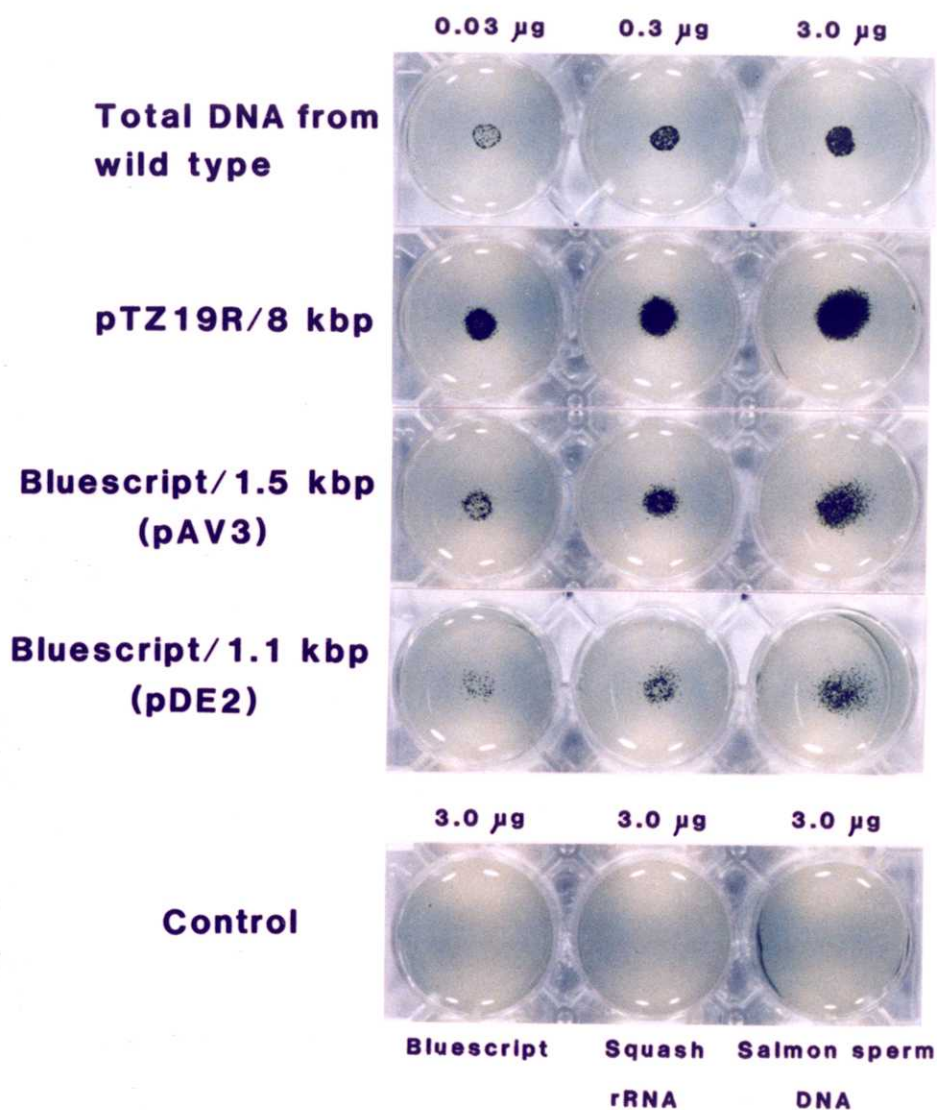 0.03 µg 0.3 µg 3.0 µg
Total DNA from
wild type
pTZ19R/8 kbp
Bluescript/1.5 kbp
(pAV3)
Bluescript/1.1 kbp
(pDE2)
3.0 µg 3.0 µg 3.0 µg
Control
Bluescript Squash Salmon sperm
rRNA DNA